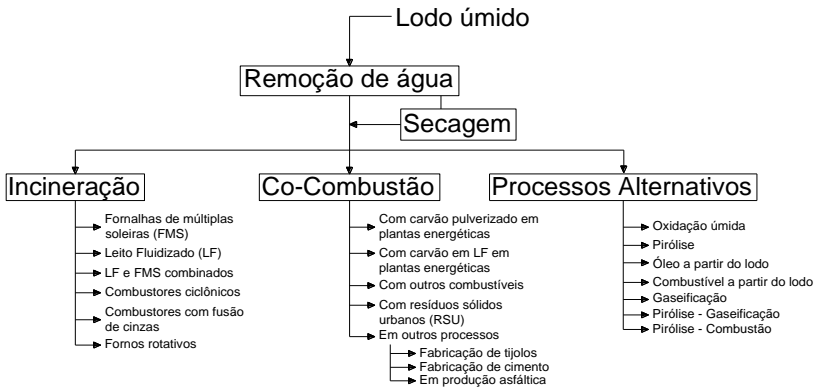 Lodo úmido
Remoção de água
Secagem
Incineração
Fornalhas de múltiplas
soleiras (FMS)
Leito Fluidizado (LF)
LF e FMS combinados
Combustores ciclônicos
Combustores com fusão
de cinzas
Fornos rotativos
Co-Combustão
Com carvão pulverizado em
plantas energéticas
Com carvão em LF em
plantas energéticas
Com outros combustíveis
Com resíduos sólidos
urbanos (RSU)
Em outros processos
Fabricação de tijolos
Fabricação de cimento
Em produção asfáltica
Processos Alternativos
Oxidação úmida
Pirólise
Óleo a partir do lodo
Combustível a partir do lodo
Gaseificação
Pirólise - Gaseificação
Pirólise - Combustão